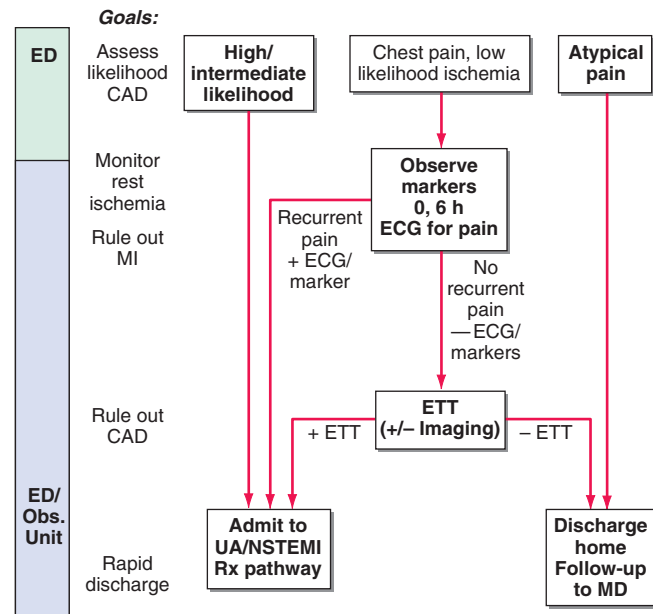 Goals:
ED
Assess
likelihood
CAD
High/
intermediate
likelihood
Chest pain, low
likelihood ischemia
Atypical
pain
Monitor
rest
ischemia
Rule out
MI
Observe
markers
0, 6 h
ECG for pain
Recurrent
pain
+ ECG/
marker
No
recurrent
pain
— ECG/
markers
Rule out
CAD
ETT
(+/– Imaging)
+ ETT
– ETT
ED/
Obs.
Unit
Rapid
discharge
Admit to
UA/NSTEMI
Rx pathway
Discharge
home
Follow-up
to MD